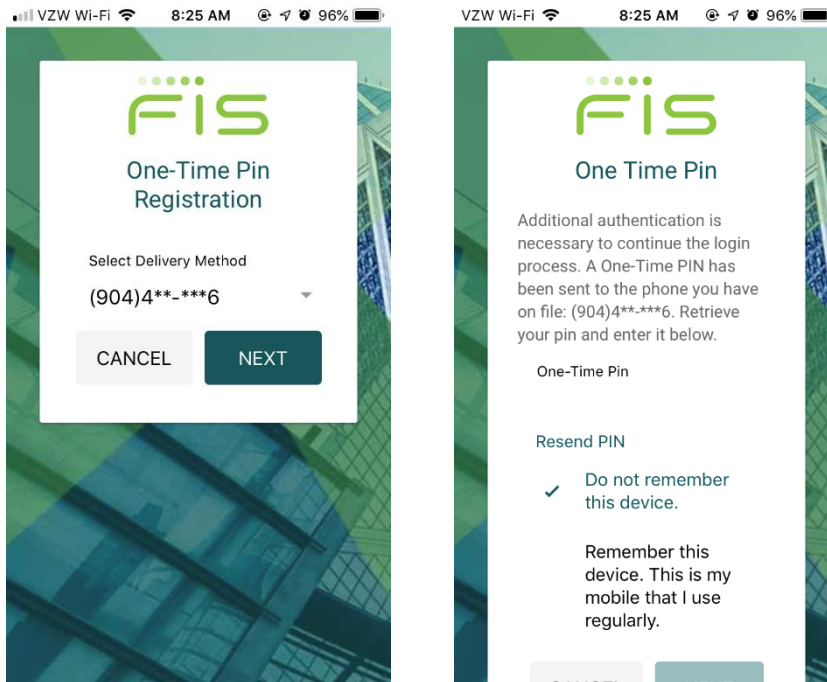 VZW Wi-Fi 8:25 AM 96%
FIS
One-Time Pin
Registration
Select Delivery Method
(904)4**-***6
CANCEL NEXT
VZW Wi-Fi 8:25 AM 96%
FIS
One Time Pin
Additional authentication is
necessary to continue the login
process. A One-Time PIN has
been sent to the phone you have
on file: (904)4**-***6. Retrieve
your pin and enter it below.
One-Time Pin
Resend PIN
Do not remember
this device.
Remember this
device. This is my
mobile that I use
regularly.